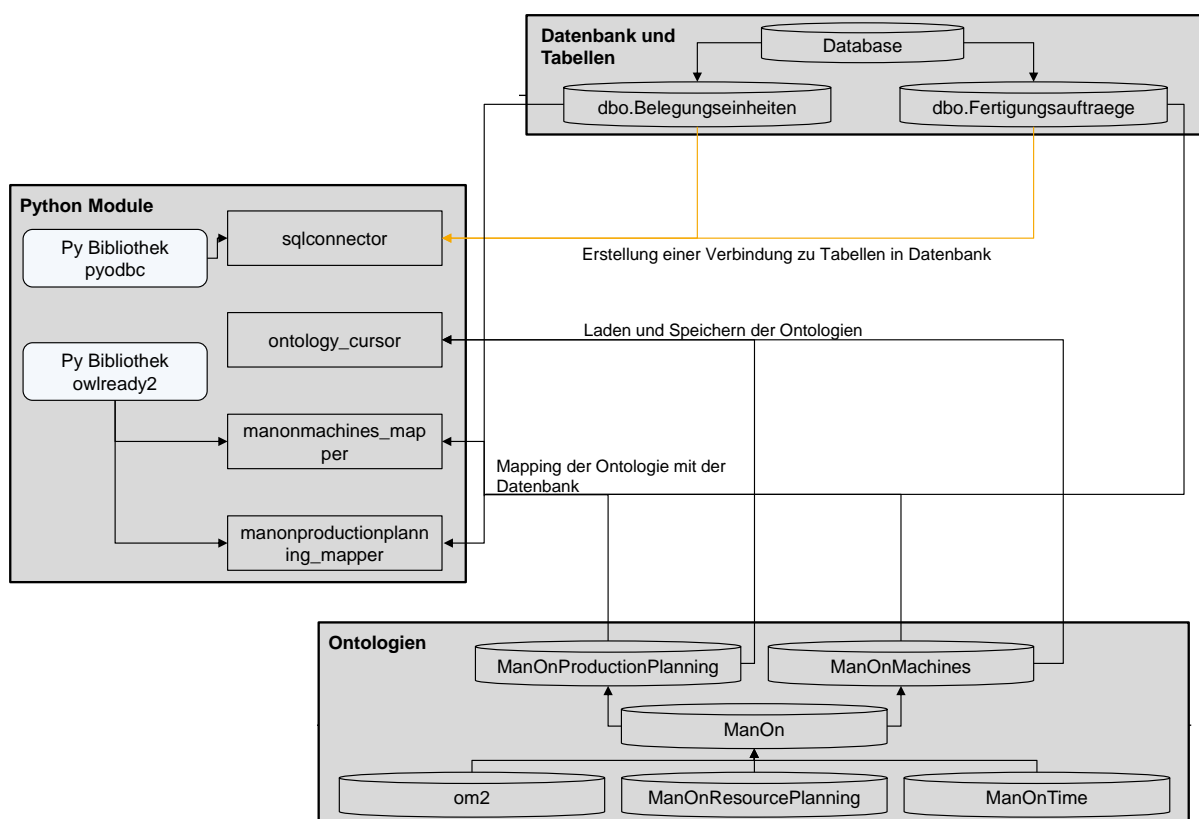 Datenbank und
Tabellen
Database
dbo.Belegungseinheiten
dbo.Fertigungsauftraege
Python Module
Py Bibliothek
pyodbc
sqlconnector
Erstellung einer Verbindung zu Tabellen in Datenbank
Laden und Speichern der Ontologien
ontology_cursor
Py Bibliothek
owlready2
manonmachines_map
per
Mapping der Ontologie mit der
Datenbank
manonproductionplann
ing_mapper
Ontologien
ManOnProductionPlanning
ManOnMachines
ManOn
om2
ManOnResourcePlanning
ManOnTime